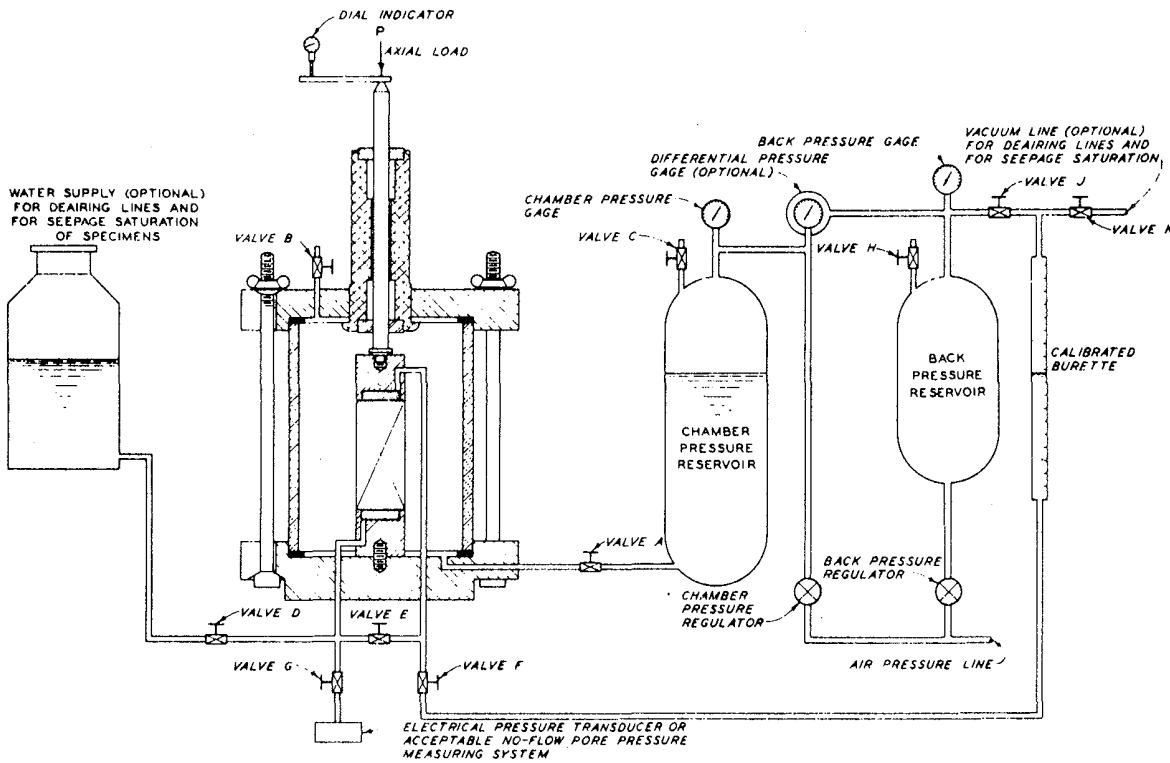 DIAL INDICATOR
P
AXIAL LOAD
WATER SUPPLY (OPTIONAL)
FOR DEAIRING LINES AND
FOR SEEPAGE SATURATION
OF SPECIMENS
VALVE B
CHAMBER PRESSURE
GAGE
VALVE C
DIFFERENTIAL PRESSURE
GAGE (OPTIONAL)
BACK PRESSURE GAGE
VACUUM LINE (OPTIONAL)
FOR DEAIRING LINES AND
FOR SEEPAGE SATURATION
VALVE J
VALVE K
VALVE H
CHAMBER
PRESSURE
RESERVOIR
BACK
PRESSURE
RESERVOIR
CALIBRATED
BURETTE
VALVE A
CHAMBER
PRESSURE
REGULATOR
BACK PRESSURE
REGULATOR
AIR PRESSURE LINE
VALVE D
VALVE E
VALVE G
VALVE F
ELECTRICAL PRESSURE TRANSDUCER OR
ACCEPTABLE NO-FLOW PORE PRESSURE
MEASURING SYSTEM